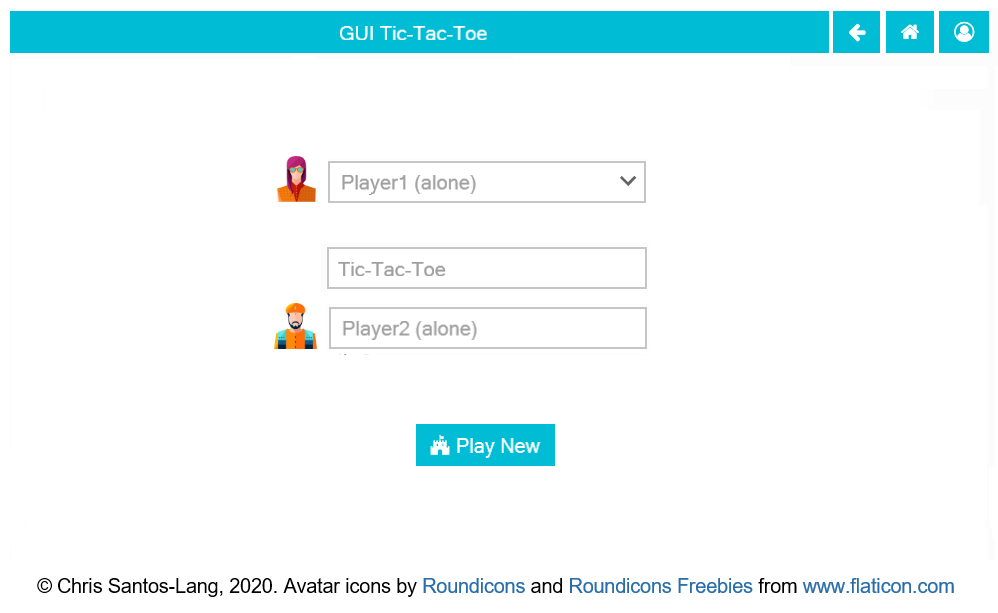 GUI Tic-Tac-Toe
Player1 (alone)
Tic-Tac-Toe
Player2 (alone)
Play New
© Chris Santos-Lang, 2020. Avatar icons by Roundicons and Roundicons Freebies from www.flaticon.com